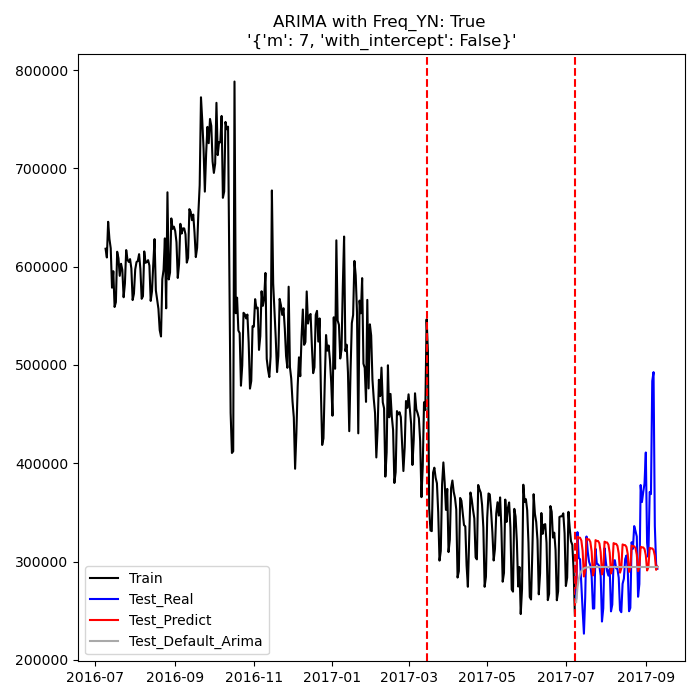 ARIMA with Freq_YN: True
'{'m': 7, 'with_intercept': False}'
800000
700000
600000
500000
400000
300000
200000
Train
Test_Real
Test_Predict
Test_Default_Arima
2016-07 2016-09 2016-11 2017-01 2017-03 2017-05 2017-07 2017-09